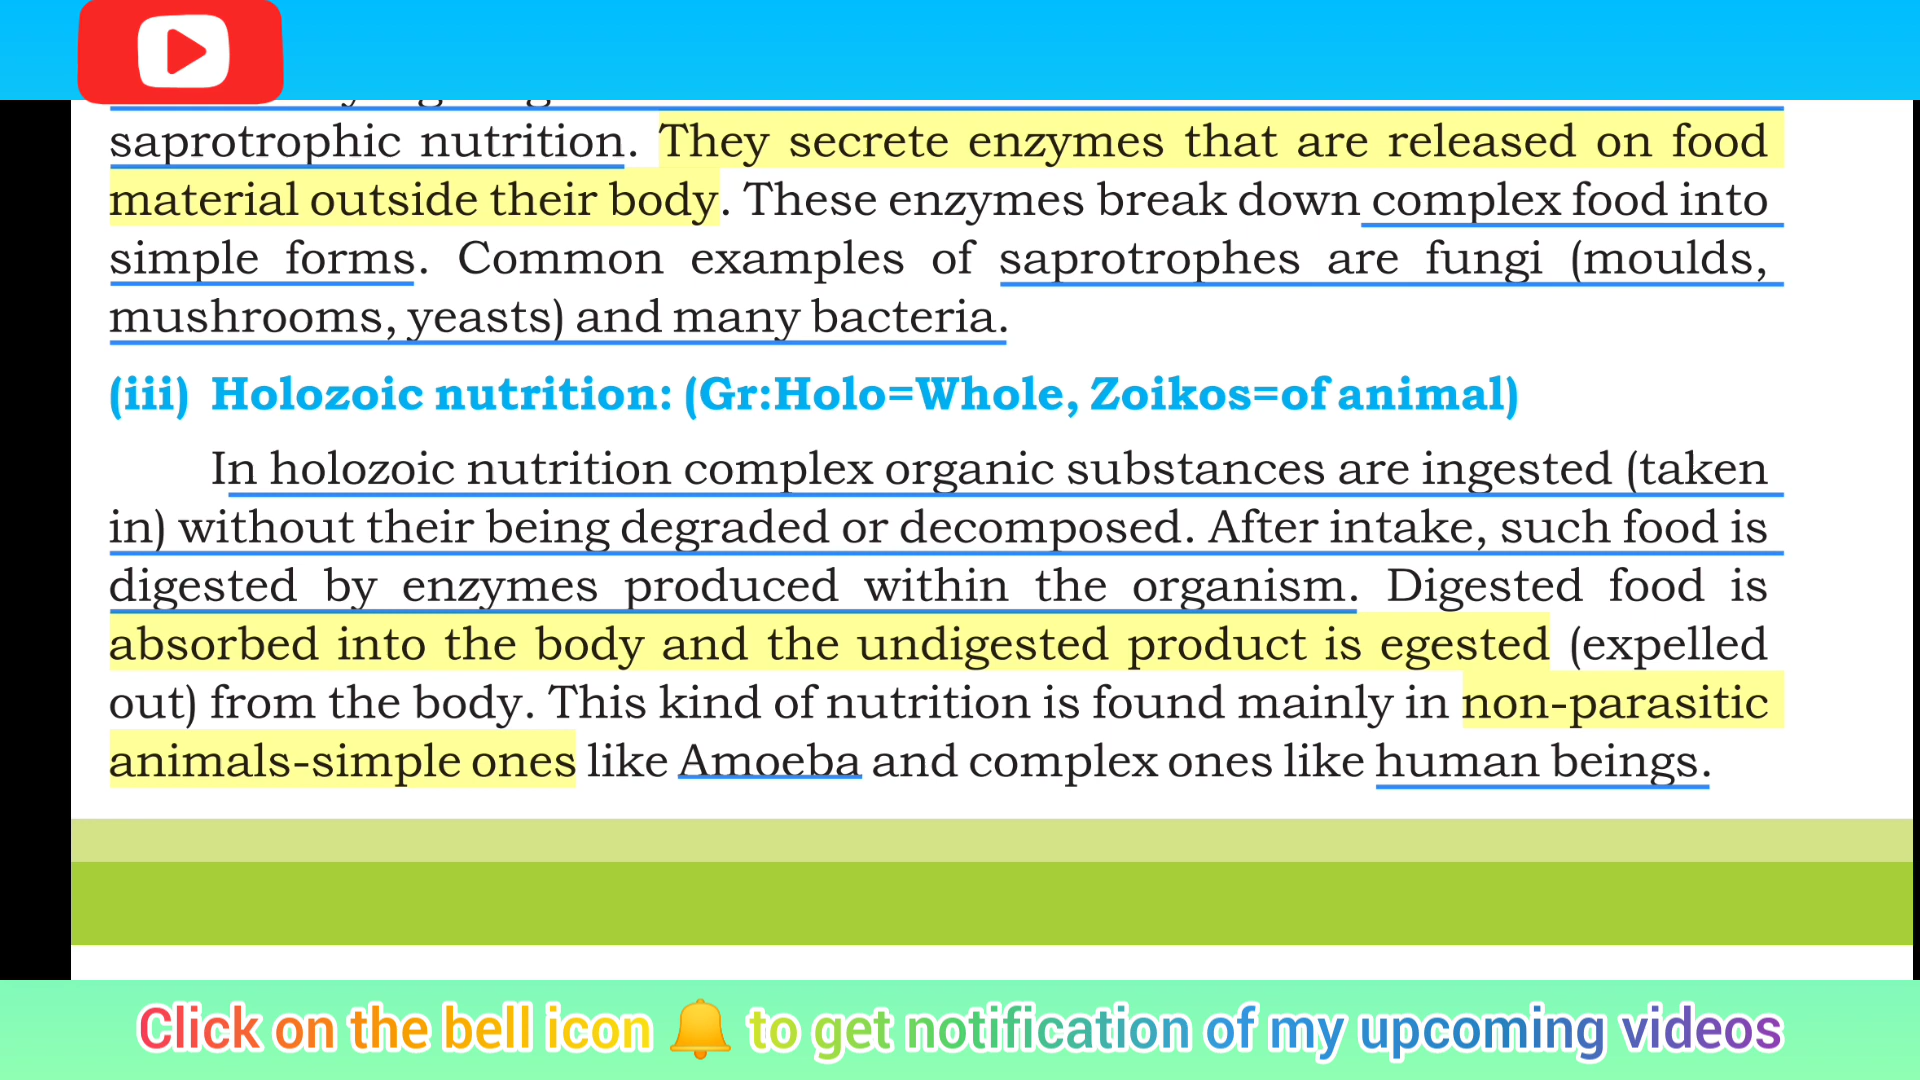 saprotrophic nutrition. They secrete enzymes that are released on food
material outside their body. These enzymes break down complex food into
simple forms. Common examples of saprotrophes are fungi (moulds,
mushrooms, yeasts) and many bacteria.
(iii) Holozoic nutrition: (Gr:Holo=Whole, Zoikos=of animal)
In holozoic nutrition complex organic substances are ingested (taken
in) without their being degraded or decomposed. After intake, such food is
digested by enzymes produced within the organism. Digested food is
absorbed into the body and the undigested product is egested (expelled
out) from the body. This kind of nutrition is found mainly in non-parasitic
animals-simple ones like Amoeba and complex ones like human beings.
Click on the bell icon 🔔 to get notification of my upcoming videos